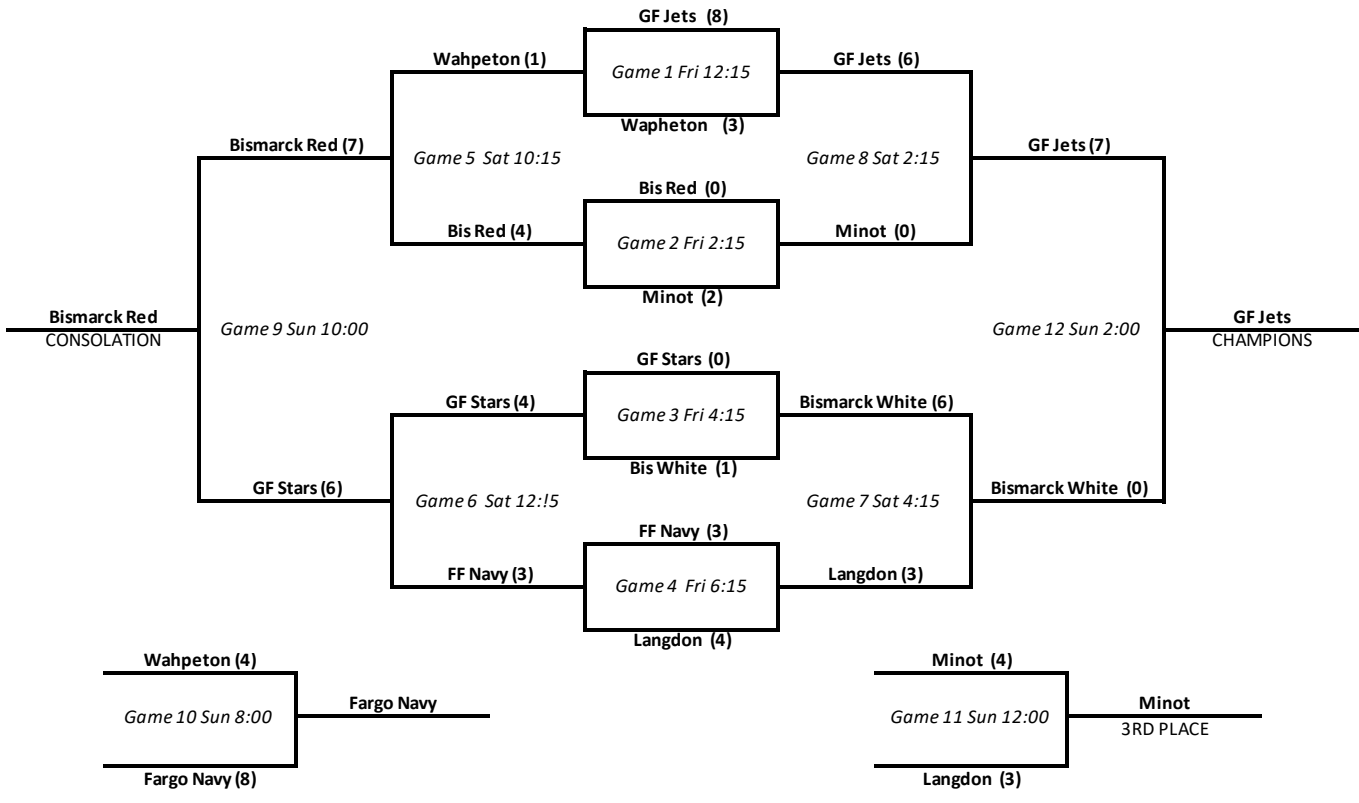 GF Jets (8)
Wahpeton (1)
Game 1 Fri 12:15
GF Jets (6)
Wapheton (3)
Bismarck Red (7)
Game 5 Sat 10:15
Game 8 Sat 2:15
GF Jets (7)
Bis Red (0)
Bis Red (4)
Game 2 Fri 2:15
Minot (0)
Minot (2)
Bismarck Red
CONSOLATION
Game 9 Sun 10:00
Game 12 Sun 2:00
GF Jets
CHAMPIONS
GF Stars (0)
GF Stars (4)
Game 3 Fri 4:15
Bismarck White (6)
Bis White (1)
GF Stars (6)
Game 6 Sat 12:!5
Game 7 Sat 4:15
Bismarck White (0)
FF Navy (3)
FF Navy (3)
Game 4 Fri 6:15
Langdon (3)
Langdon (4)
Wahpeton (4)
Game 10 Sun 8:00
Fargo Navy
Fargo Navy (8)
Minot (4)
Game 11 Sun 12:00
Minot
3RD PLACE
Langdon (3)